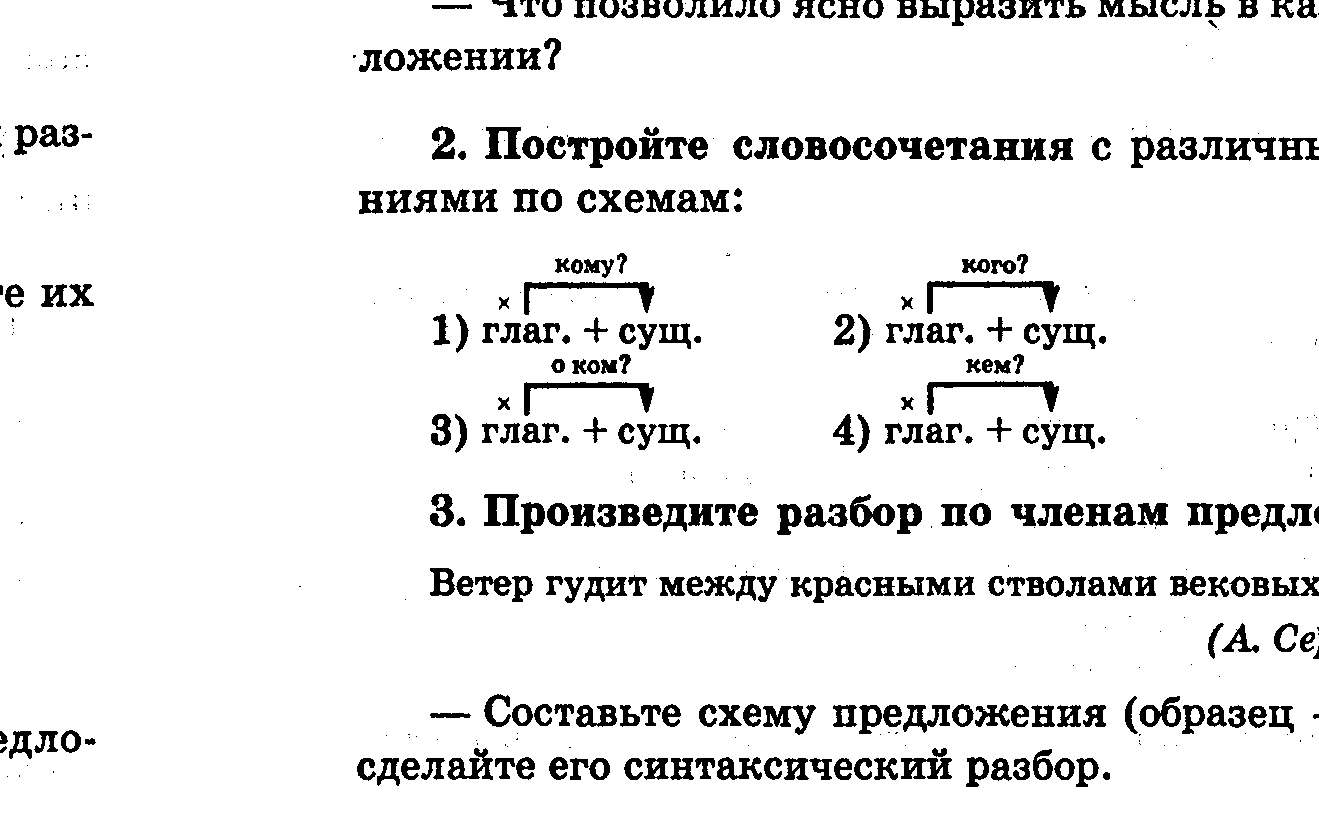 раз-
те их
едло-
— Что позволило ясно выразить мысль в ка
ложении?
2. Постройте словосочетания с различн
ниями по схемам:
кому? кого?
х х
1) глаг. + сущ. 2) глаг. + сущ.
о ком? кем?
х х
3) глаг. + сущ. 4) глаг. + сущ.
3. Произведите разбор по членам предло
Ветер гудит между красными стволами вековых
(А. Се
— Составьте схему предложения (образец -
сделайте его синтаксический разбор.